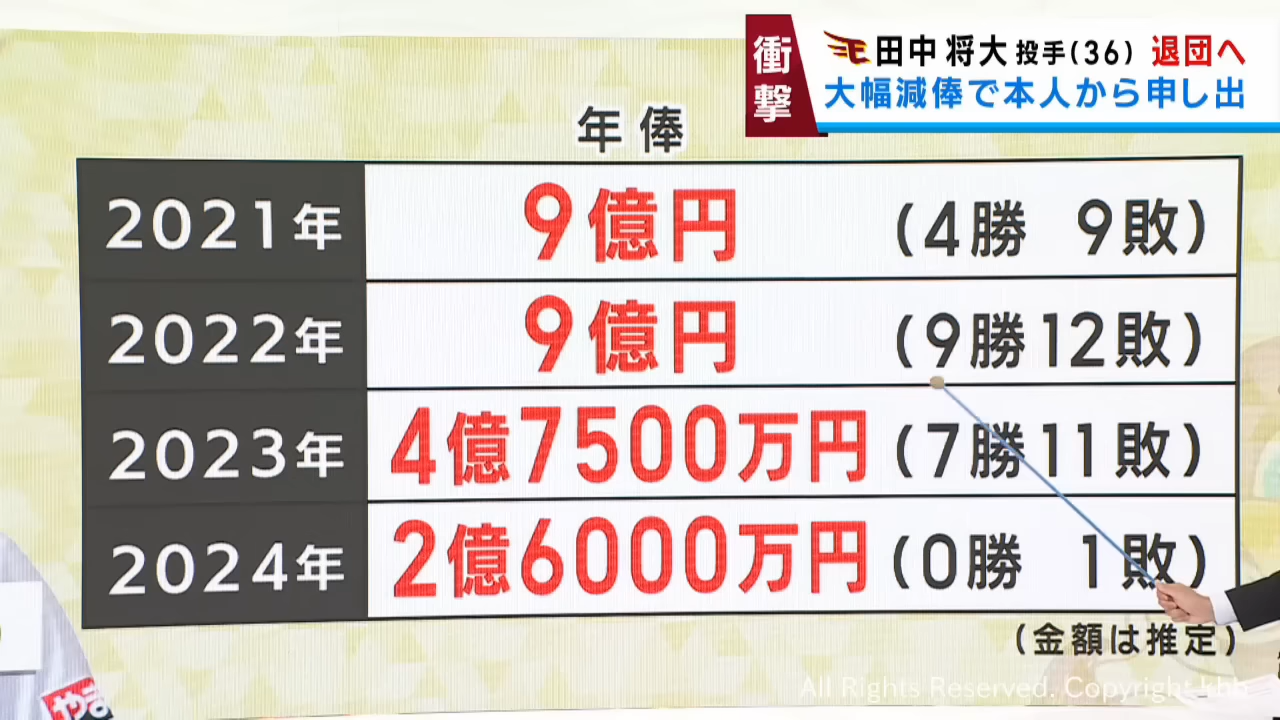 衝撃
田中 将大 投手(36) 退団へ
大幅減俸で本人から申し出
年俸
2021年 9億円 (4勝 9敗)
2022年 9億円 (9勝12敗)
2023年 4億7500万円 (7勝11敗)
2024年 2億6000万円 (0勝 1敗)
(金額は推定)
All Rights Reserved. Copyright khb
やま